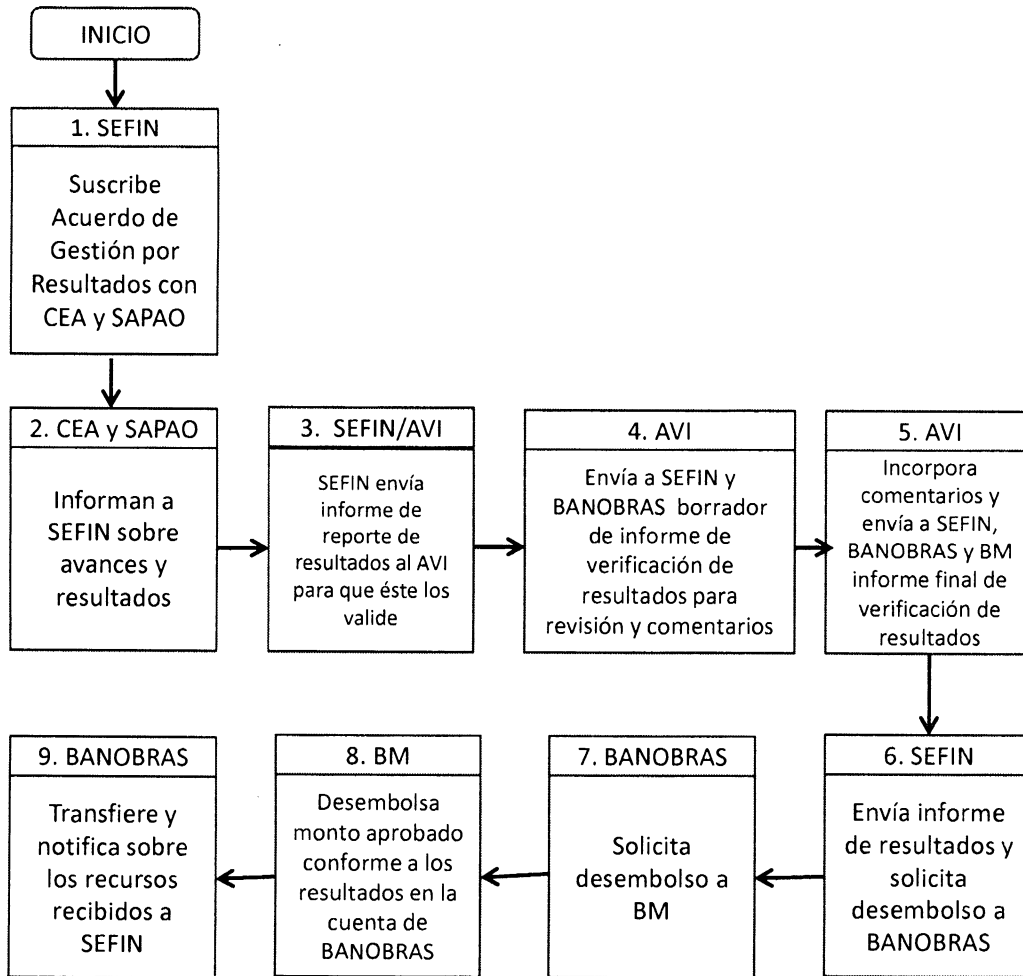 INICIO
1. SEFIN
Suscribe
Acuerdo de
Gestión por
Resultados con
CEA y SAPAO
2. CEA y SAPAO
Informan a
SEFIN sobre
avances y
resultados
3. SEFIN/AVI
SEFIN envía
informe de
reporte de
resultados al AVI
para que éste los
valide
4. AVI
Envía a SEFIN y
BANOBRAS borrador
de informe de
verificación de
resultados para
revisión y comentarios
5. AVI
Incorpora
comentarios y
envía a SEFIN,
BANOBRAS y BM
informe final de
verificación de
resultados
6. SEFIN
Envía informe
de resultados y
solicita
desembolso a
BANOBRAS
7. BANOBRAS
Solicita
desembolso a
BM
8. BM
Desembolsa
monto aprobado
conforme a los
resultados en la
cuenta de
BANOBRAS
9. BANOBRAS
Transfiere y
notifica sobre
los recursos
recibidos a
SEFIN